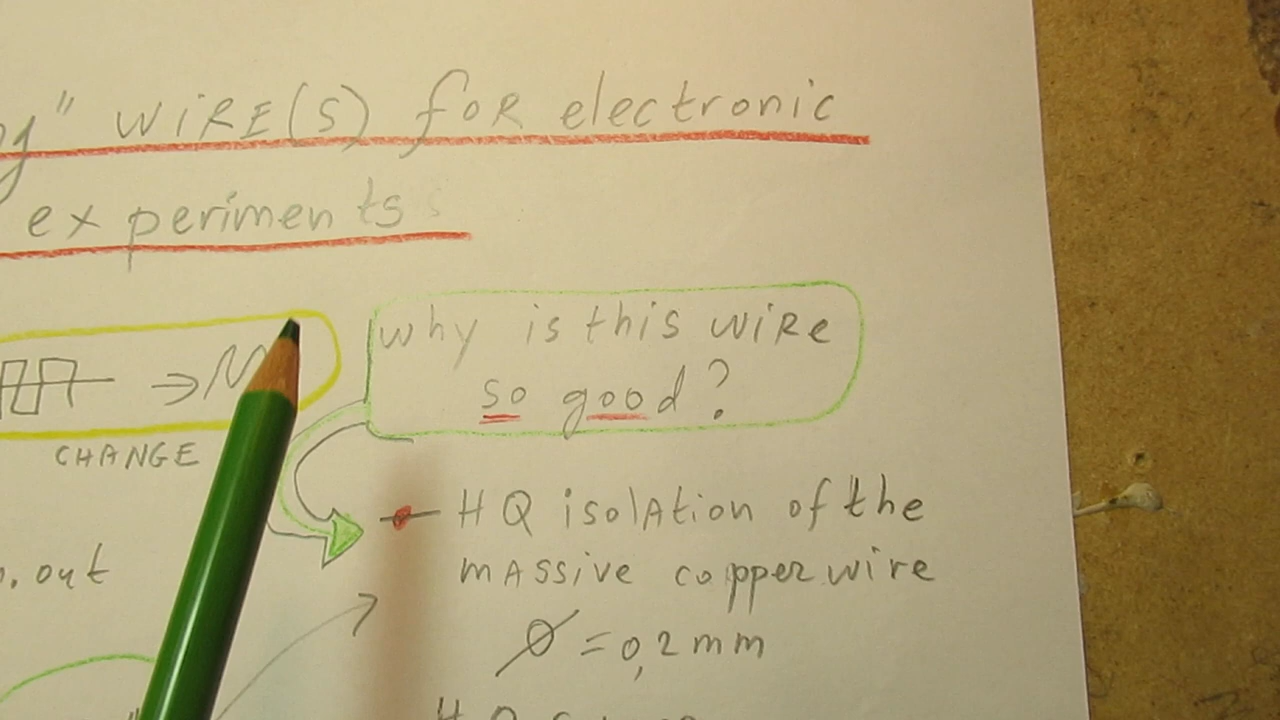 " WIRE(S) FOR electronic
experiments
why is this wire
so good?
CHANGE
HQ isolation of the
massive copper wire
. out
Ø = 0,2 mm